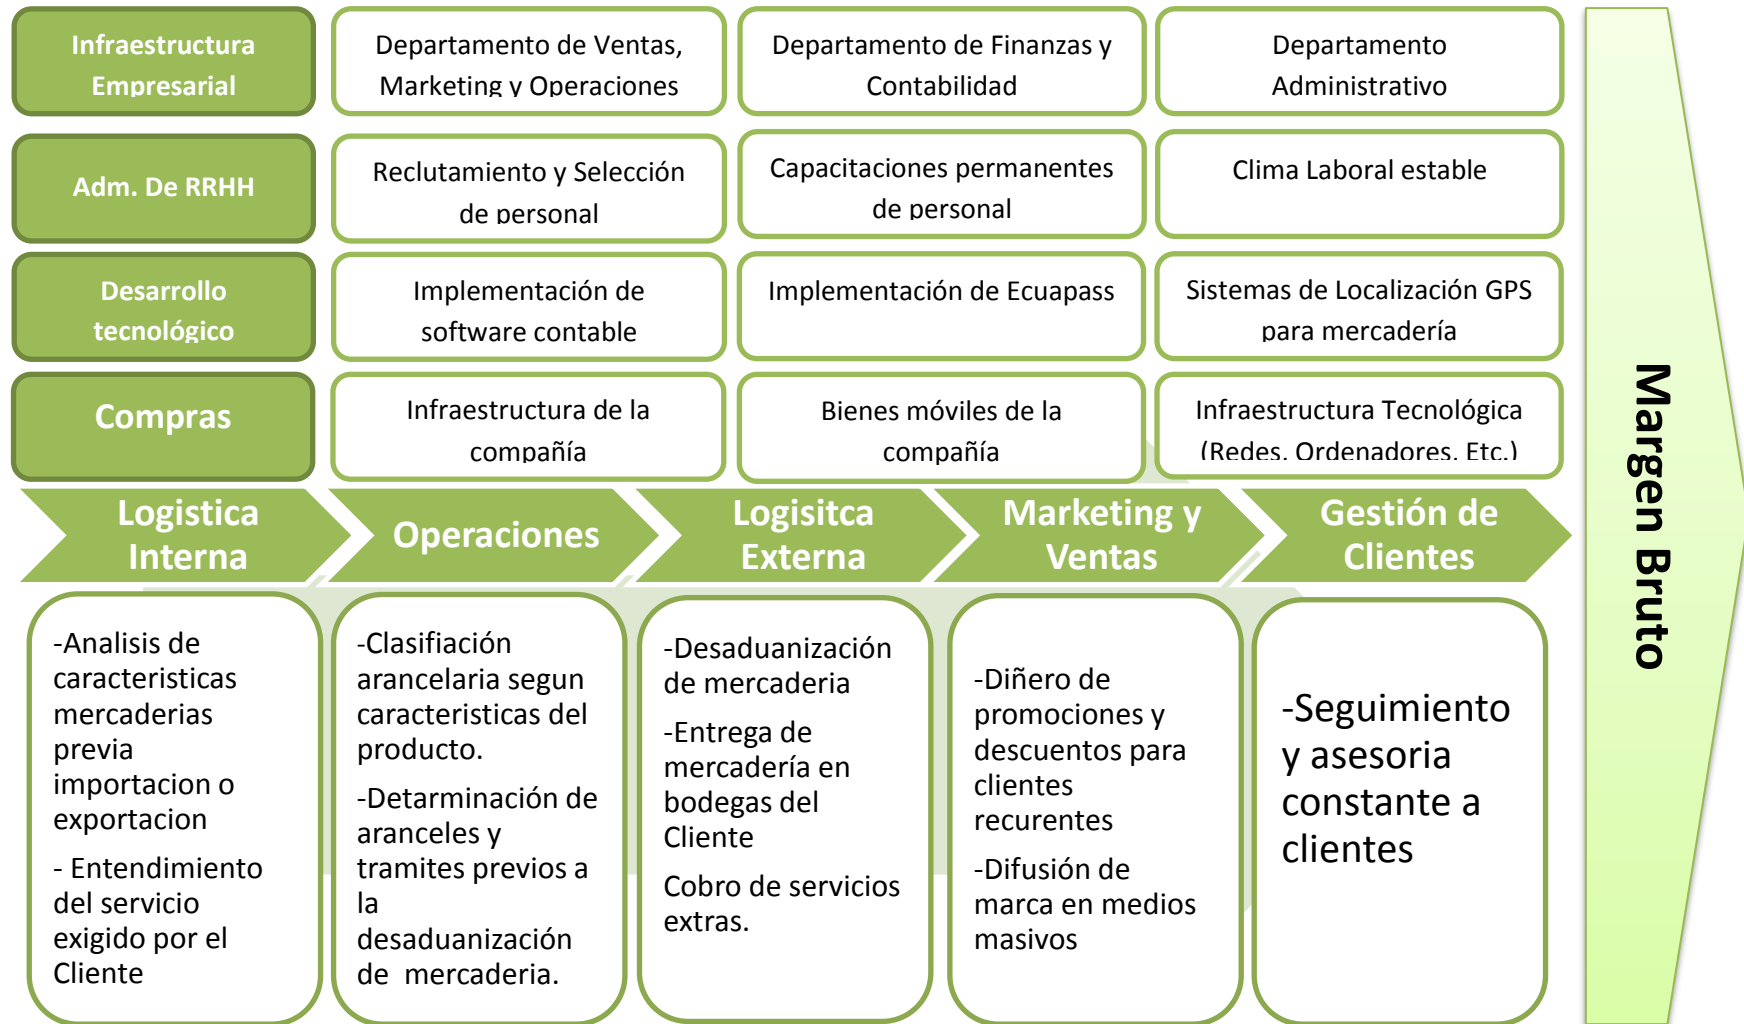 Infraestructura
Empresarial
Departamento de Ventas,
Marketing y Operaciones
Departamento de Finanzas y
Contabilidad
Departamento
Administrativo
Adm. De RRHH
Reclutamiento y Selección
de personal
Capacitaciones permanentes
de personal
Clima Laboral estable
Desarrollo
tecnológico
Implementación de
software contable
Implementación de Ecuapass
Sistemas de Localización GPS
para mercadería
Compras
Infraestructura de la
compañía
Bienes móviles de la
compañía
Infraestructura Tecnológica
(Redes, Ordenadores, Etc.)
Logistica
Interna
Operaciones
Logisitca
Externa
Marketing y
Ventas
Gestión de
Clientes
-Analisis de
caracteristicas
mercaderias
previa
importacion o
exportacion
- Entendimiento
del servicio
exigido por el
Cliente
-Clasifiación
arancelaria segun
caracteristicas del
producto.
-Detarminación de
aranceles y
tramites previos a
la
desaduanización
de  mercaderia.
-Desaduanización
de mercaderia
-Entrega de
mercadería en
bodegas del
Cliente
Cobro de servicios
extras.
-Diñero de
promociones y
descuentos para
clientes
recurentes
-Difusión de
marca en medios
masivos
-Seguimiento
y asesoria
constante a
clientes
Margen Bruto